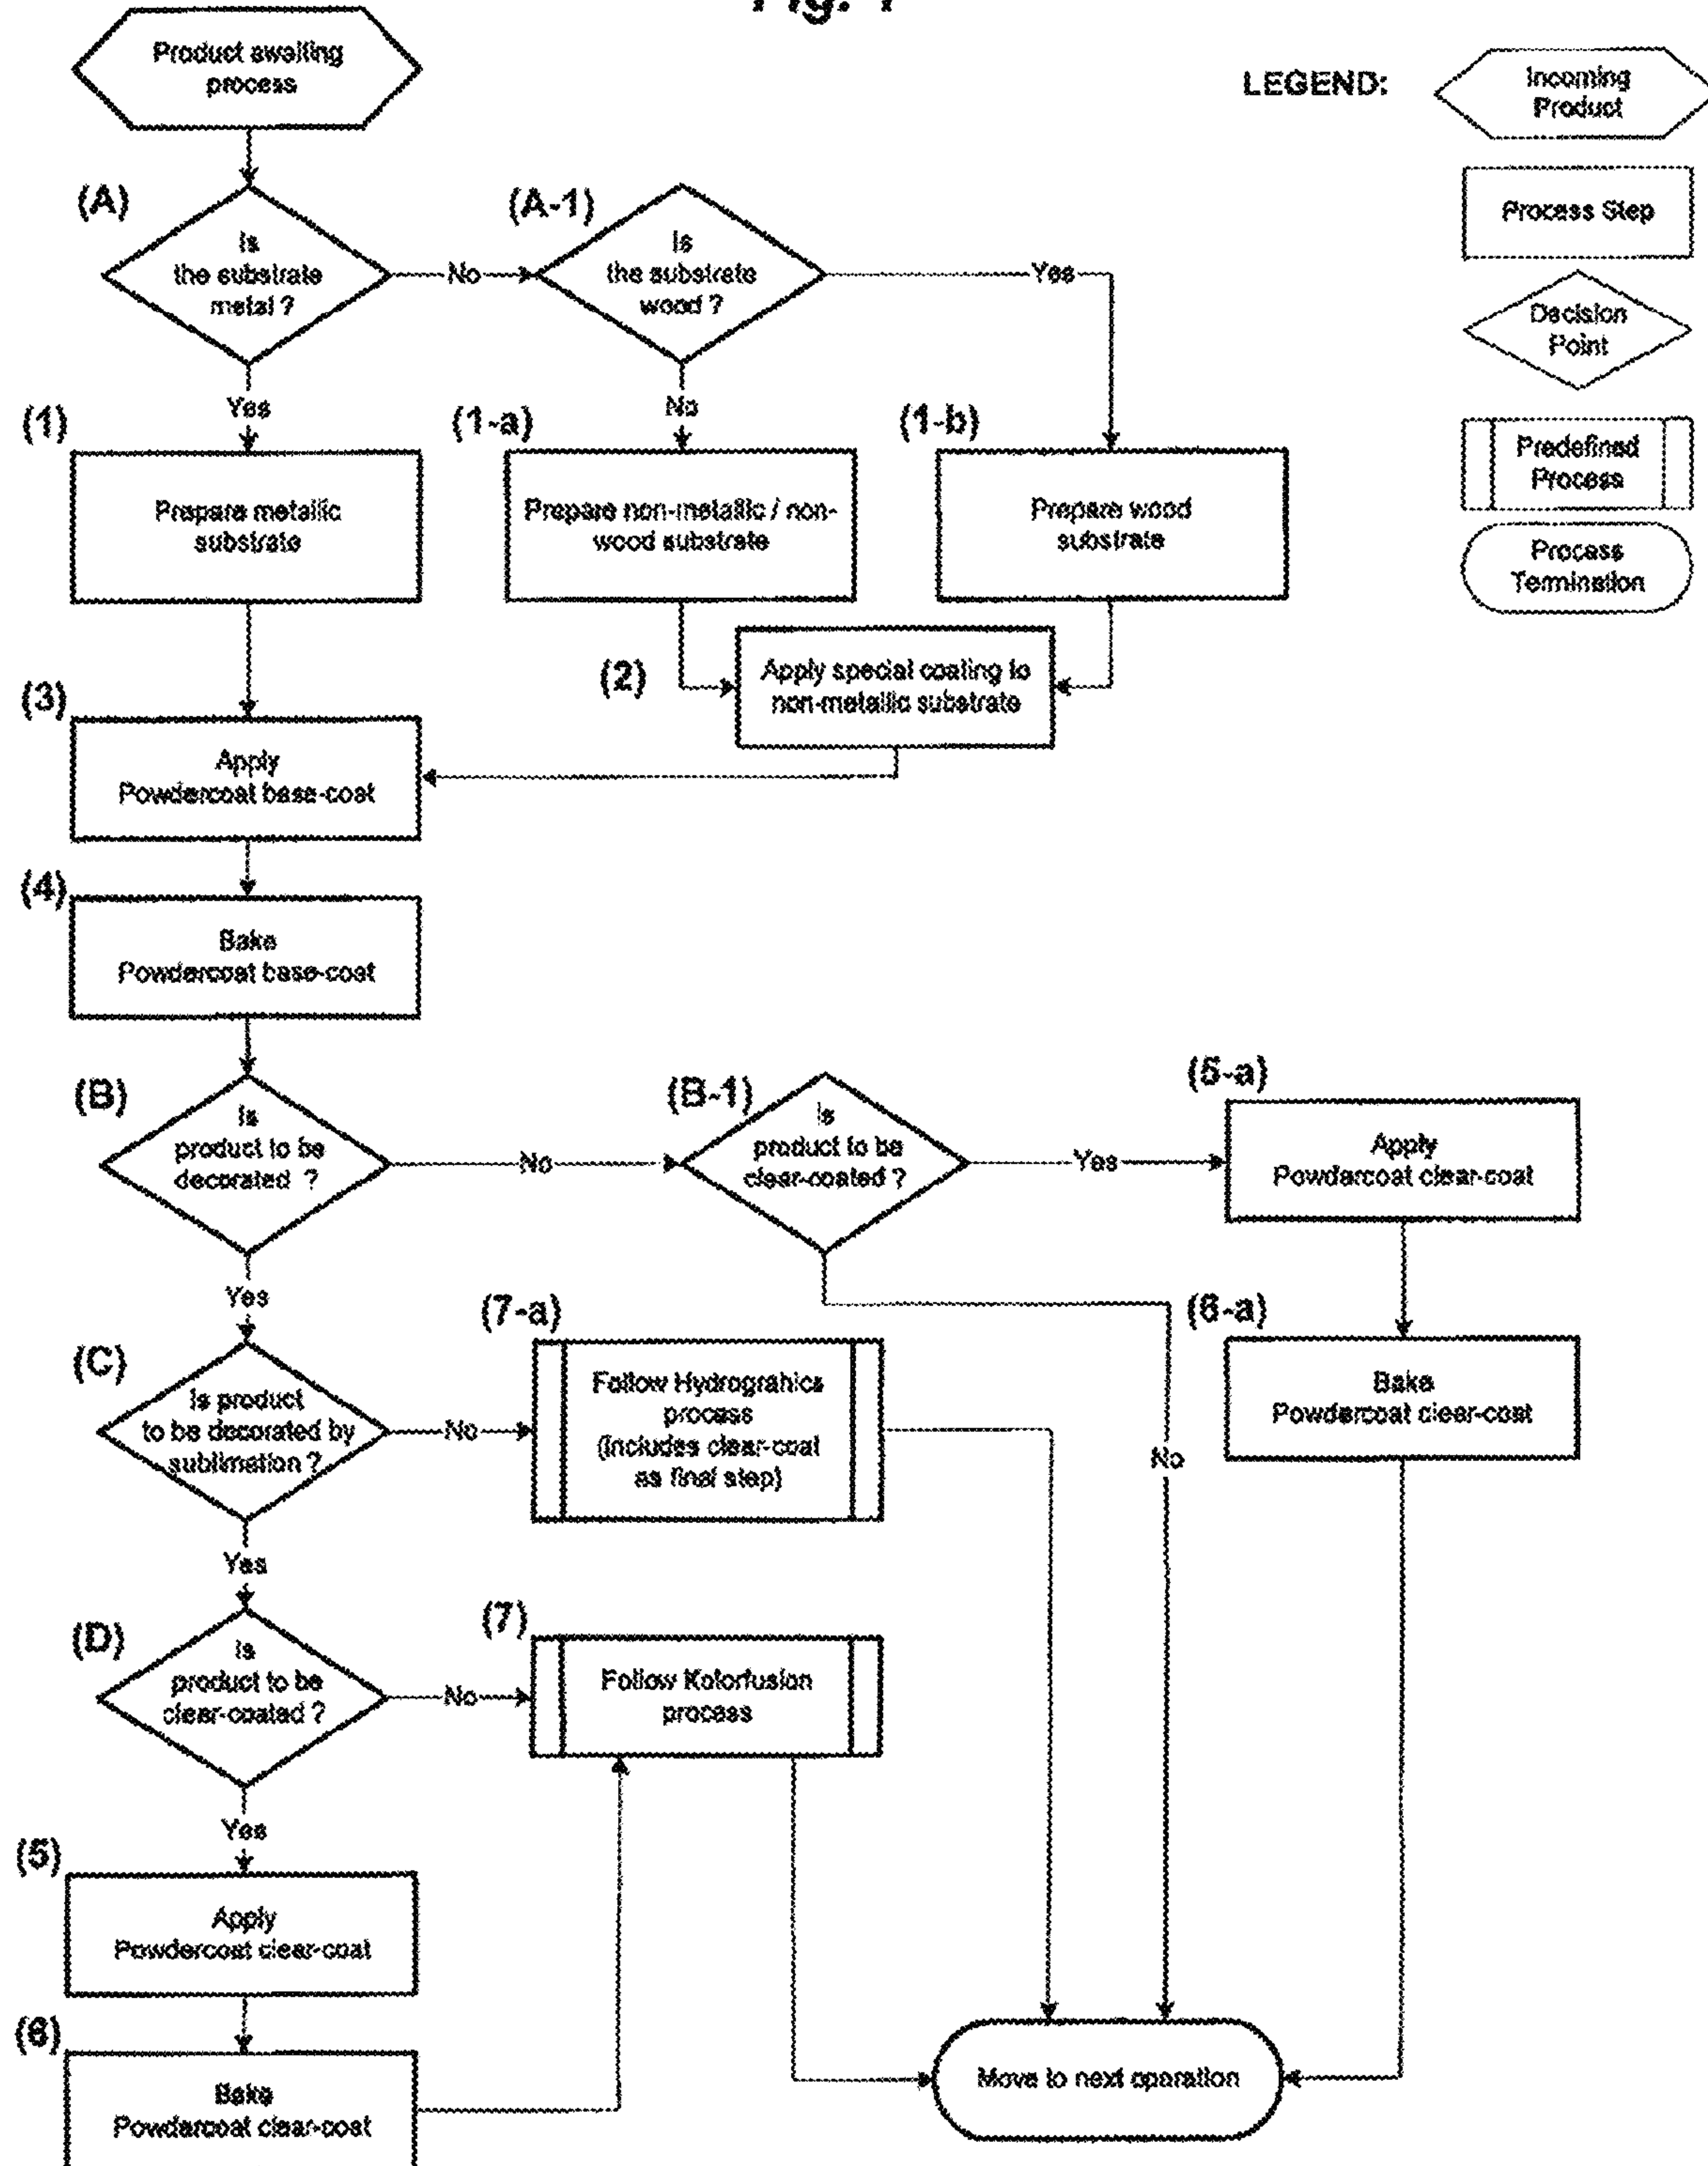 Fig. 1
Product awaiting
process
LEGEND:
Incoming
Product
Process Step
Decision
Point
Predefined
Process
Process
Termination
(A)
Is
the substrate
metal ?
No
(A-1)
Is
the substrate
wood ?
Yes
Yes
No
(1)
Prepare metallic
substrate
(1-a)
Prepare non-metallic / non-
wood substrate
(1-b)
Prepare wood
substrate
(2)
Apply special coating to
non-metallic substrate
(3)
Apply
Powdercoat base-coat
(4)
Bake
Powdercoat base-coat
(B)
Is
product to be
decorated ?
No
(B-1)
Is
product to be
clear-coated ?
Yes
(5-a)
Apply
Powdercoat clear-coat
Yes
No
(6-a)
Bake
Powdercoat clear-coat
(C)
Is product
to be decorated by
sublimation ?
No
(7-a)
Follow Hydrograhics
process
(includes clear-coat
as final step)
Yes
(D)
Is
product to be
clear-coated ?
No
(7)
Follow Kolorfusion
process
Yes
(5)
Apply
Powdercoat clear-coat
(6)
Bake
Powdercoat clear-coat
Move to next operation